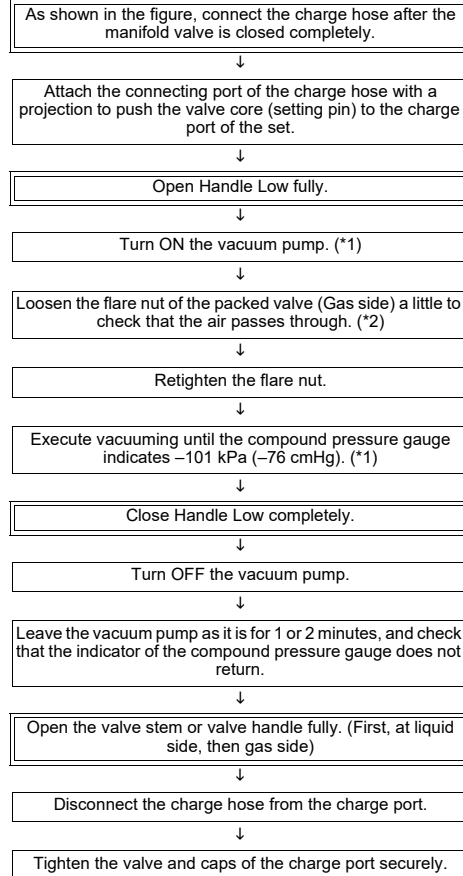 As shown in the figure, connect the charge hose after the
manifold valve is closed completely.
↓
Attach the connecting port of the charge hose with a
projection to push the valve core (setting pin) to the charge
port of the set.
↓
Open Handle Low fully.
↓
Turn ON the vacuum pump. (*1)
↓
Loosen the flare nut of the packed valve (Gas side) a little to
check that the air passes through. (*2)
↓
Retighten the flare nut.
↓
Execute vacuuming until the compound pressure gauge
indicates –101 kPa (–76 cmHg). (*1)
↓
Close Handle Low completely.
↓
Turn OFF the vacuum pump.
↓
Leave the vacuum pump as it is for 1 or 2 minutes, and check
that the indicator of the compound pressure gauge does not
return.
↓
Open the valve stem or valve handle fully. (First, at liquid
side, then gas side)
↓
Disconnect the charge hose from the charge port.
↓
Tighten the valve and caps of the charge port securely.